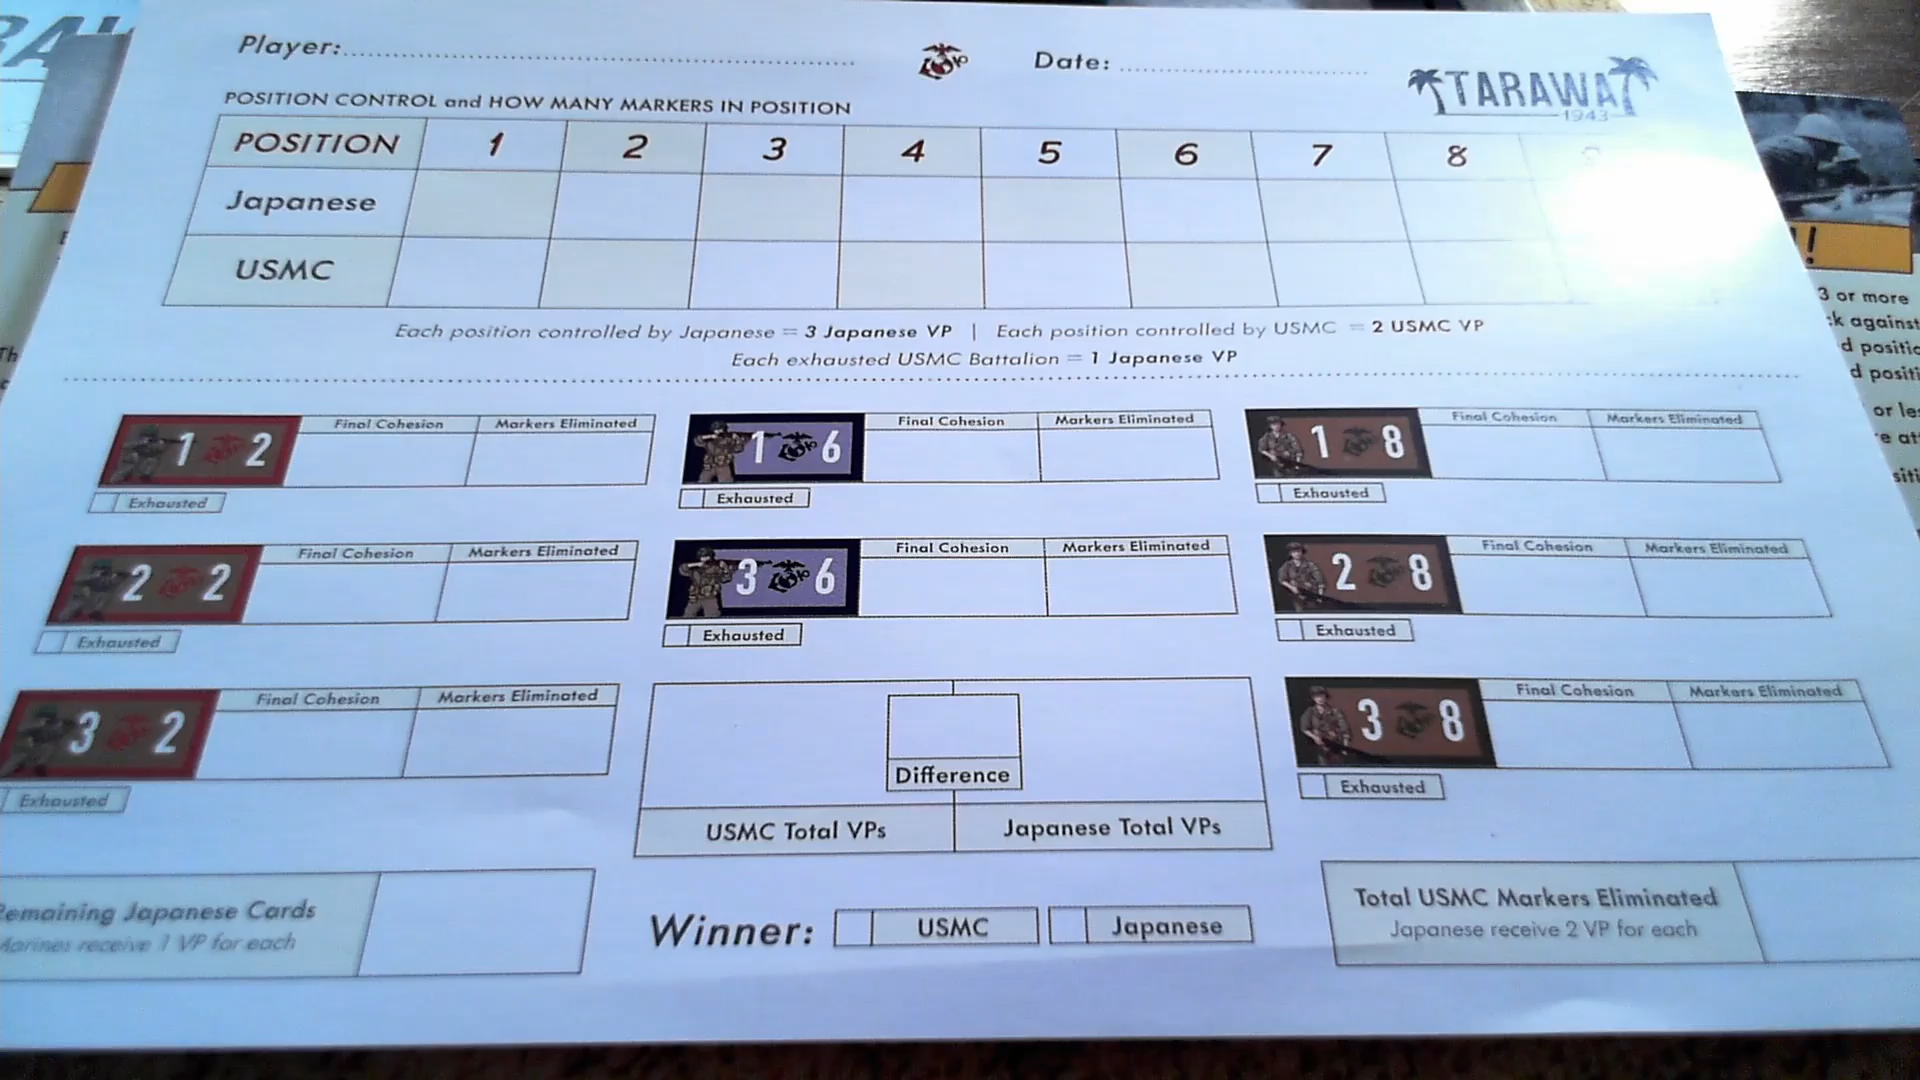 RAW
Player:
Date:
TARAWA
1943
POSITION CONTROL and HOW MANY MARKERS IN POSITION
POSITION 1 2 3 4 5 6 7 8
Japanese
USMC
Each position controlled by Japanese = 3 Japanese VP | Each position controlled by USMC = 2 USMC VP
Each exhausted USMC Battalion = 1 Japanese VP
1 2 Final Cohesion Markers Eliminated
Exhausted
1 6 Final Cohesion Markers Eliminated
Exhausted
1 8 Final Cohesion Markers Eliminated
Exhausted
2 2 Final Cohesion Markers Eliminated
Exhausted
3 6 Final Cohesion Markers Eliminated
Exhausted
2 8 Final Cohesion Markers Eliminated
Exhausted
3 2 Final Cohesion Markers Eliminated
Exhausted
Difference
USMC Total VPs Japanese Total VPs
3 8 Final Cohesion Markers Eliminated
Exhausted
Remaining Japanese Cards
Marines receive 1 VP for each
Winner: USMC Japanese
Total USMC Markers Eliminated
Japanese receive 2 VP for each
!
3 or more
against
or